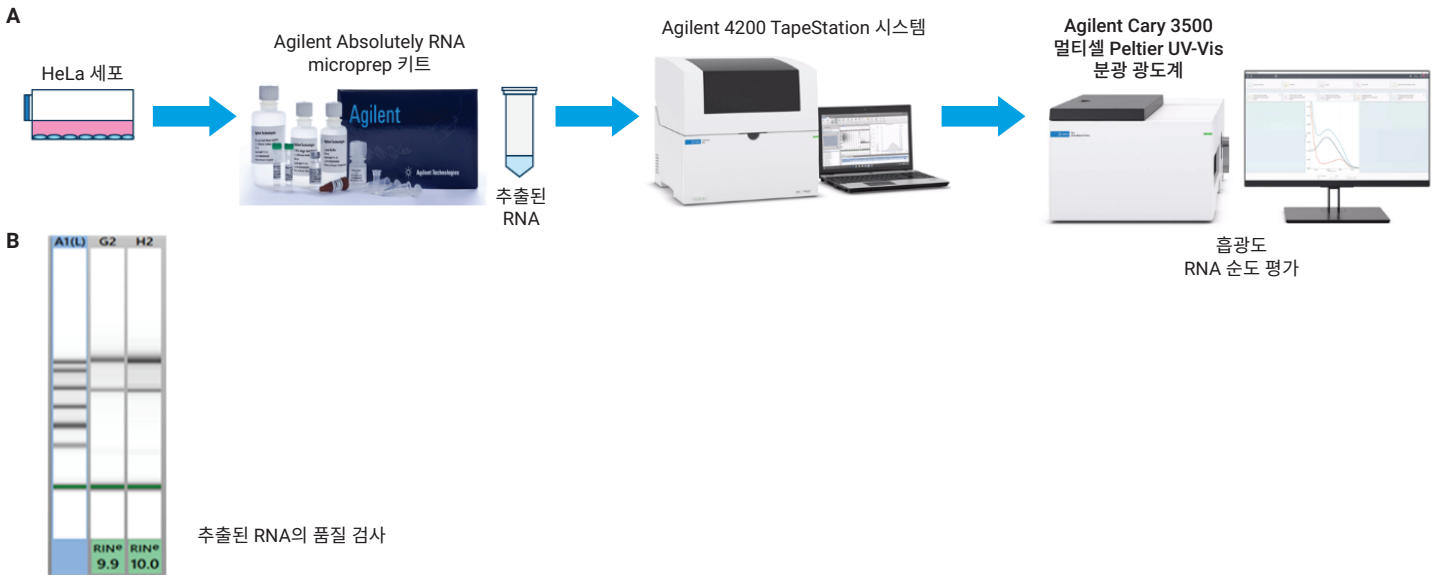 A
HeLa 세포
Agilent Absolutely RNA
microprep 키트
Agilent
Agilent Technologies
추출된
RNA
Agilent 4200 TapeStation 시스템
Agilent Cary 3500
멀티셀 Peltier UV-Vis
분광 광도계
흡광도
RNA 순도 평가
B
A1(L) G2 H2
RINe RINe
9.9 10.0
추출된 RNA의 품질 검사